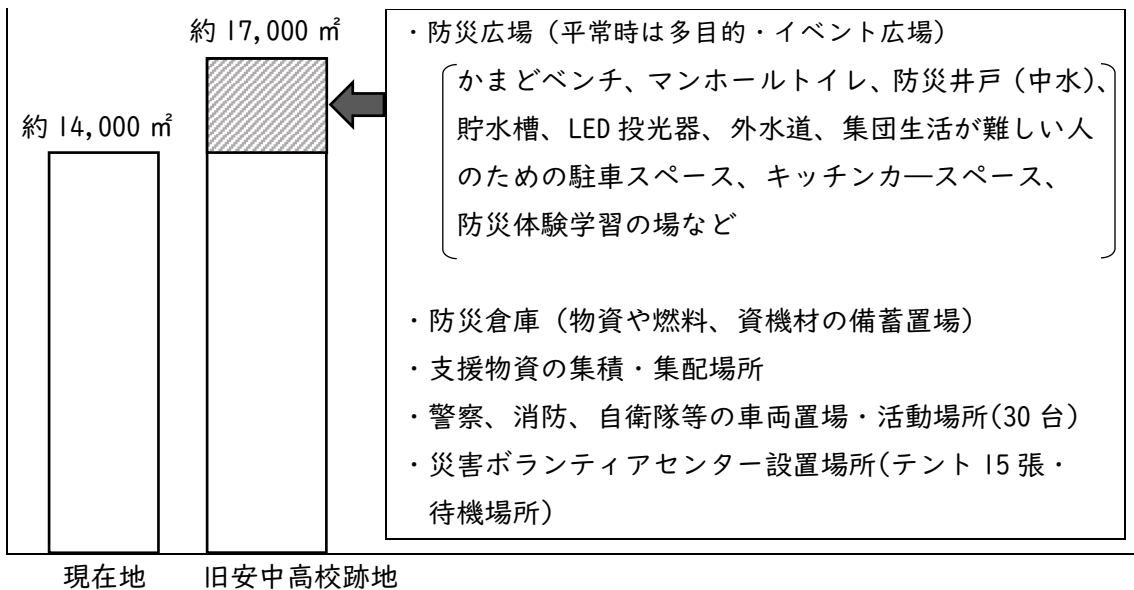 約 17,000 ㎡
約 14,000 ㎡
・防災広場（平常時は多目的・イベント広場）
かまどベンチ、マンホールトイレ、防災井戸（中水）、
貯水槽、LED 投光器、外水道、集団生活が難しい人
のための駐車スペース、キッチンカ―スペース、
防災体験学習の場など
・防災倉庫（物資や燃料、資機材の備蓄置場）
・支援物資の集積・集配場所
・警察、消防、自衛隊等の車両置場・活動場所(30 台)
・災害ボランティアセンター設置場所(テント 15 張・
待機場所)
現在地
旧安中高校跡地